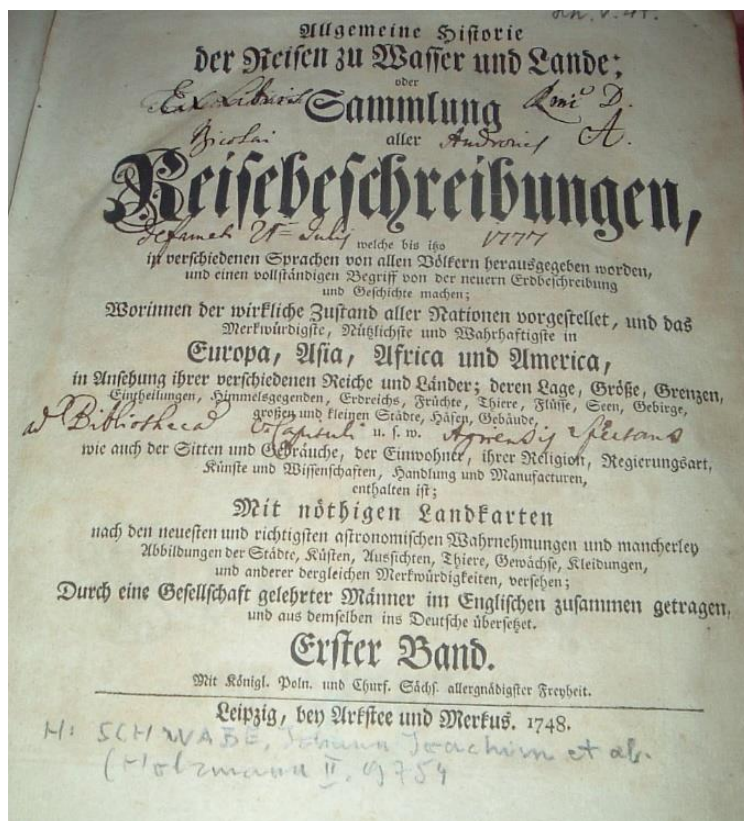 Allgemeine Historie
der Reisen zu Wasser und Lande;
oder
Ex Libris Sammlung D.
Nicolai aller A.
Reisebeschreibungen,
21 July welche bis itzo 1777
in verschiedenen Sprachen von allen Völkern herausgegeben worden,
und einen vollständigen Begriff von der neuern Erdbeschreibung
und Geschichte machen;
Worinnen der wirkliche Zustand aller Nationen vorgestellet, und das
Merkwürdigste, Nützlichste und Wahrhaftigste in
Europa, Asia, Africa und America,
in Ansehung ihrer verschiedenen Reiche und Länder; deren Lage, Größe, Grenzen,
Eintheilungen, Himmelsgegenden, Erdreichs, Früchte, Thiere, Flüsse, Seen, Gebirge,
großen und kleinen Städte, Häfen, Gebäude,
ad Bibliothecam Capituli u. s. w. Agriensis spectans
wie auch der Sitten und Gebräuche, der Einwohner, ihrer Religion, Regierungsart,
Künste und Wissenschaften, Handlung und Manufacturen,
enthalten ist;
Mit nöthigen Landkarten
nach den neuesten und richtigsten astronomischen Wahrnehmungen und mancherley
Abbildungen der Städte, Küsten, Aussichten, Thiere, Gewächse, Kleidungen,
und anderer dergleichen Merkwürdigkeiten, versehen;
Durch eine Gesellschaft gelehrter Männer im Englischen zusammen getragen,
und aus demselben ins Deutsche übersetzet.
Erster Band.
Mit Königl. Poln. und Churf. Sächs. allergnädigster Freyheit.
Leipzig, bey Arkstee und Merkus. 1748.
H: SCHWABE, Johann Joachim et al.
(Holzmann II, 9754